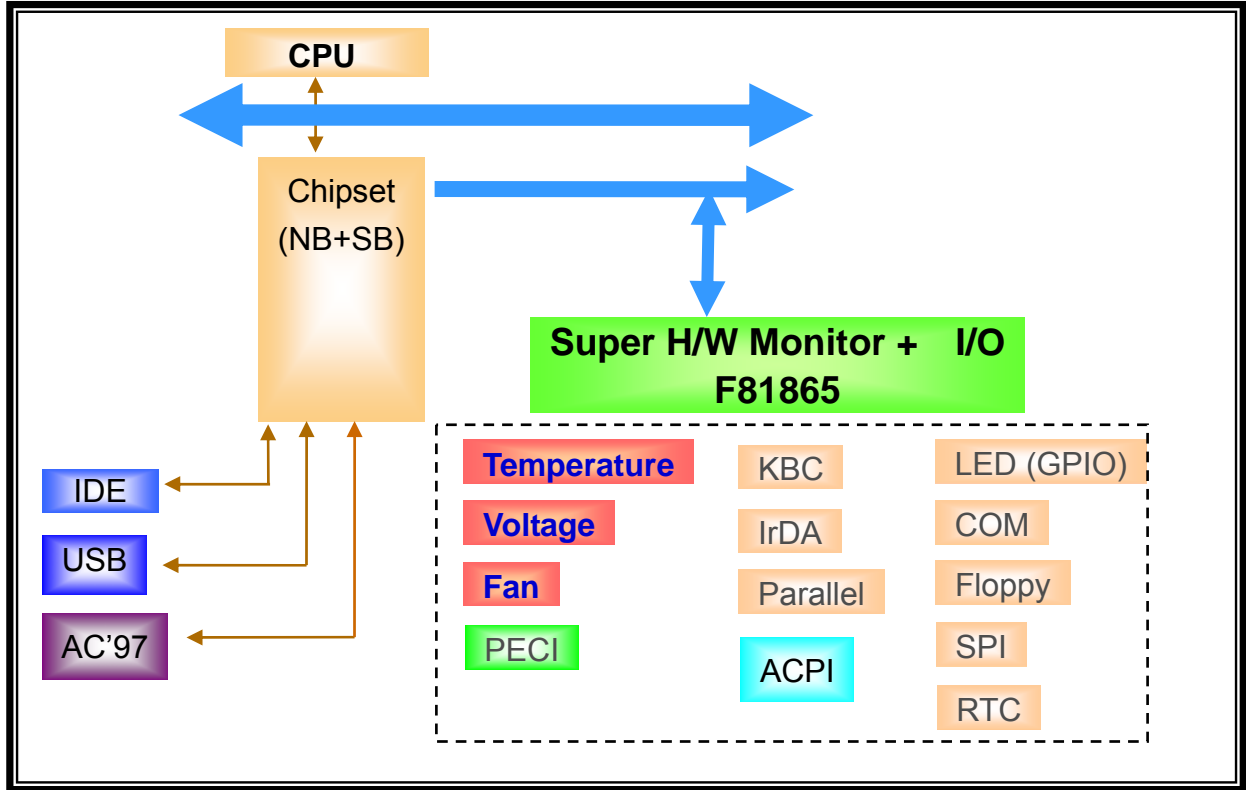 CPU
Chipset
(NB+SB)
Super H/W Monitor + I/O
F81865
IDE
USB
AC’97
Temperature
Voltage
Fan
PECI
KBC
IrDA
Parallel
ACPI
LED (GPIO)
COM
Floppy
SPI
RTC